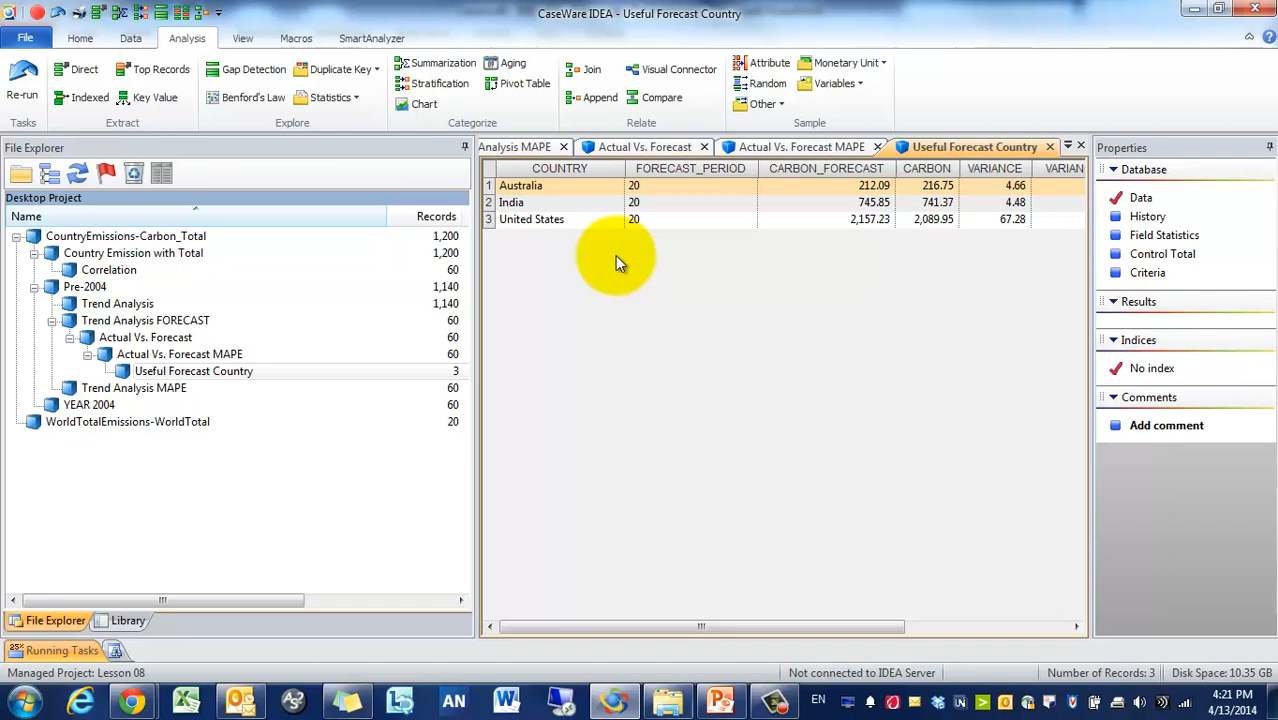 CaseWare IDEA - Useful Forecast Country
File Home Data Analysis View Macros SmartAnalyzer
Re-run
Tasks
Direct Top Records
Indexed Key Value
Extract
Gap Detection Duplicate Key
Benford's Law Statistics
Explore
Summarization Aging
Stratification Pivot Table
Chart
Categorize
Join Visual Connector
Append Compare
Relate
Attribute Monetary Unit
Random Variables
Other
Sample
File Explorer
Desktop Project
Name Records
CountryEmissions-Carbon_Total 1,200
Country Emission with Total 1,200
Correlation 60
Pre-2004 1,140
Trend Analysis 1,140
Trend Analysis FORECAST 60
Actual Vs. Forecast 60
Actual Vs. Forecast MAPE 60
Useful Forecast Country 3
Trend Analysis MAPE 60
YEAR 2004 60
WorldTotalEmissions-WorldTotal 20
File Explorer Library
Analysis MAPE Actual Vs. Forecast Actual Vs. Forecast MAPE Useful Forecast Country
COUNTRY FORECAST_PERIOD CARBON_FORECAST CARBON VARIANCE VARIAN
1 Australia 20 212.09 216.75 4.66
2 India 20 745.85 741.37 4.48
3 United States 20 2,157.23 2,089.95 67.28
Properties
Database
Data
History
Field Statistics
Control Total
Criteria
Results
Indices
No index
Comments
Add comment
Running Tasks
Managed Project: Lesson 08 Not connected to IDEA Server Number of Records: 3 Disk Space: 10.35 GB
AN EN 4:21 PM
4/13/2014